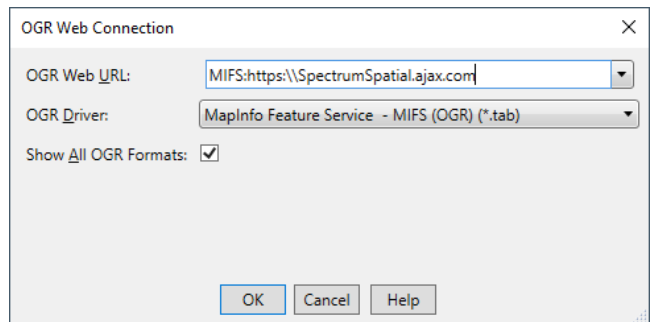 OGR Web Connection
OGR Web URL: MIFS:https:\\SpectrumSpatial.ajax.com
OGR Driver: MapInfo Feature Service - MIFS (OGR) (*.tab)
Show All OGR Formats:
OK Cancel Help